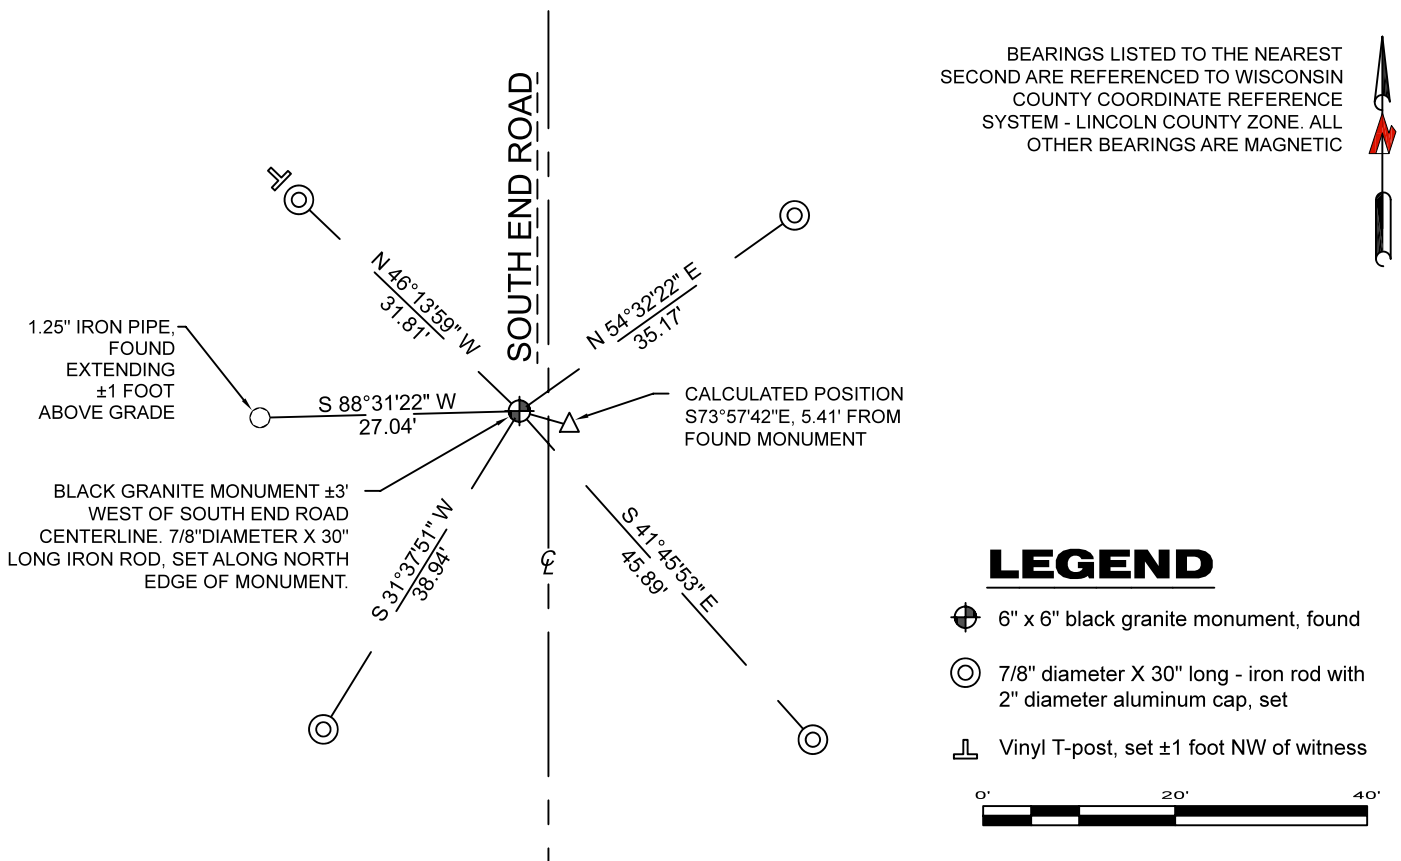 BEARINGS LISTED TO THE NEAREST
SECOND ARE REFERENCED TO WISCONSIN
COUNTY COORDINATE REFERENCE
SYSTEM - LINCOLN COUNTY ZONE. ALL
OTHER BEARINGS ARE MAGNETIC
N
SOUTH END ROAD
N 46°13'59" W
31.81'
N 54°32'22" E
35.17'
1.25" IRON PIPE,
FOUND
EXTENDING
±1 FOOT
ABOVE GRADE
S 88°31'22" W
27.04'
CALCULATED POSITION
S73°57'42"E, 5.41' FROM
FOUND MONUMENT
BLACK GRANITE MONUMENT ±3'
WEST OF SOUTH END ROAD
CENTERLINE. 7/8"DIAMETER X 30"
LONG IRON ROD, SET ALONG NORTH
EDGE OF MONUMENT.
S 31°37'51" W
38.94'
℄
S 41°45'53" E
45.89'
LEGEND
6" x 6" black granite monument, found
7/8" diameter X 30" long - iron rod with
2" diameter aluminum cap, set
Vinyl T-post, set ±1 foot NW of witness
0' 20' 40'